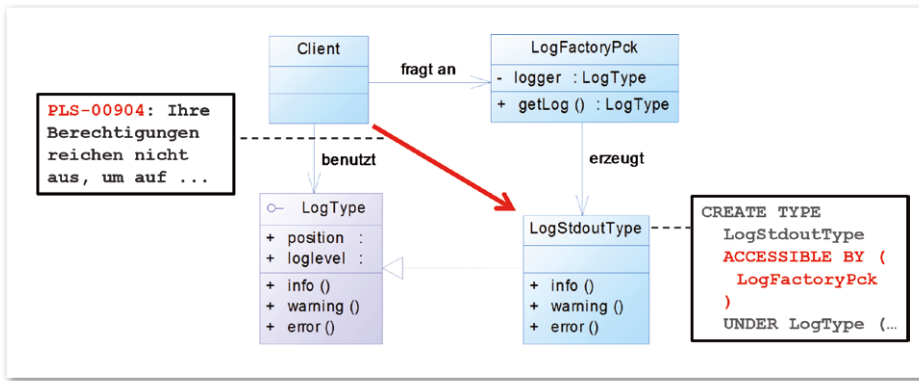 Client
LogFactoryPck
- logger : LogType
+ getLog () : LogType
fragt an
PLS-00904: Ihre
Berechtigungen
reichen nicht
aus, um auf ...
benutzt
erzeugt
LogType
+ position :
+ loglevel :
+ info ()
+ warning ()
+ error ()
LogStdoutType
+ info ()
+ warning ()
+ error ()
CREATE TYPE
LogStdoutType
ACCESSIBLE BY (
LogFactoryPck
)
UNDER LogType (…